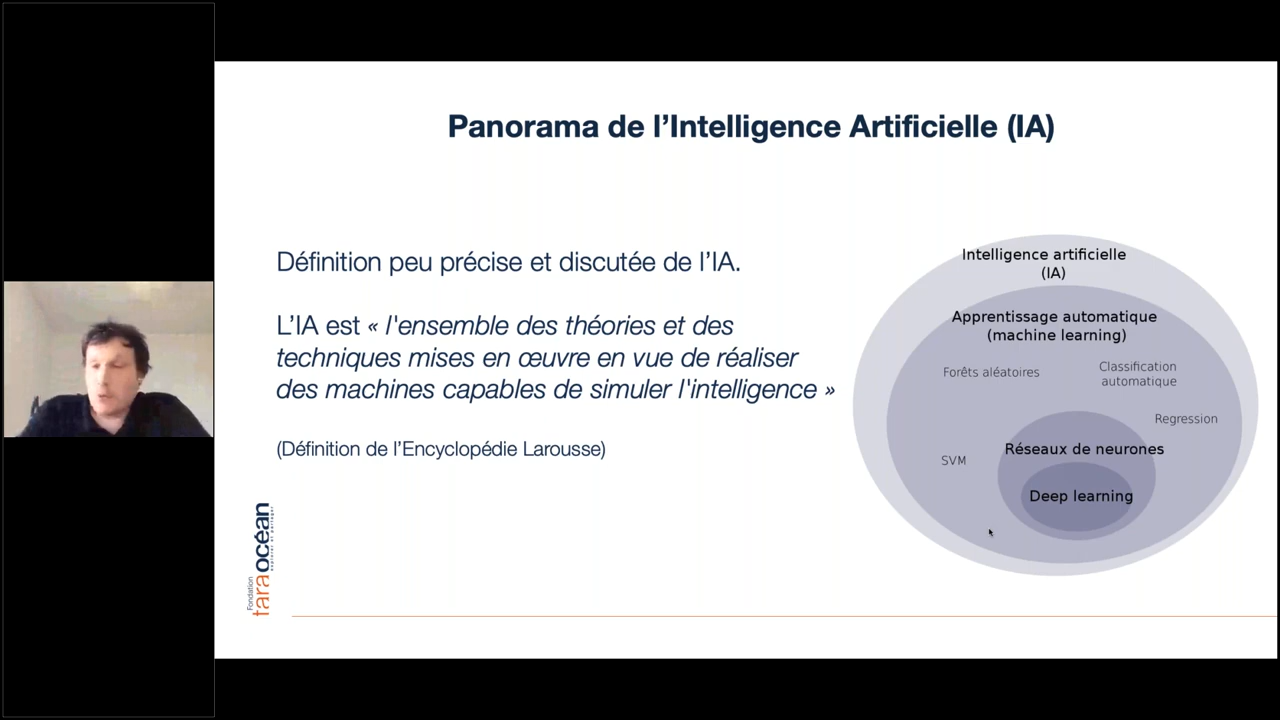 Panorama de l’Intelligence Artificielle (IA)
Définition peu précise et discutée de l’IA.
L’IA est « l'ensemble des théories et des
techniques mises en œuvre en vue de réaliser
des machines capables de simuler l'intelligence »
(Définition de l’Encyclopédie Larousse)
Intelligence artificielle
(IA)
Apprentissage automatique
(machine learning)
Forêts aléatoires
Classification
automatique
Regression
SVM
Réseaux de neurones
Deep learning
Fondation
taraocéan
explorer et partager